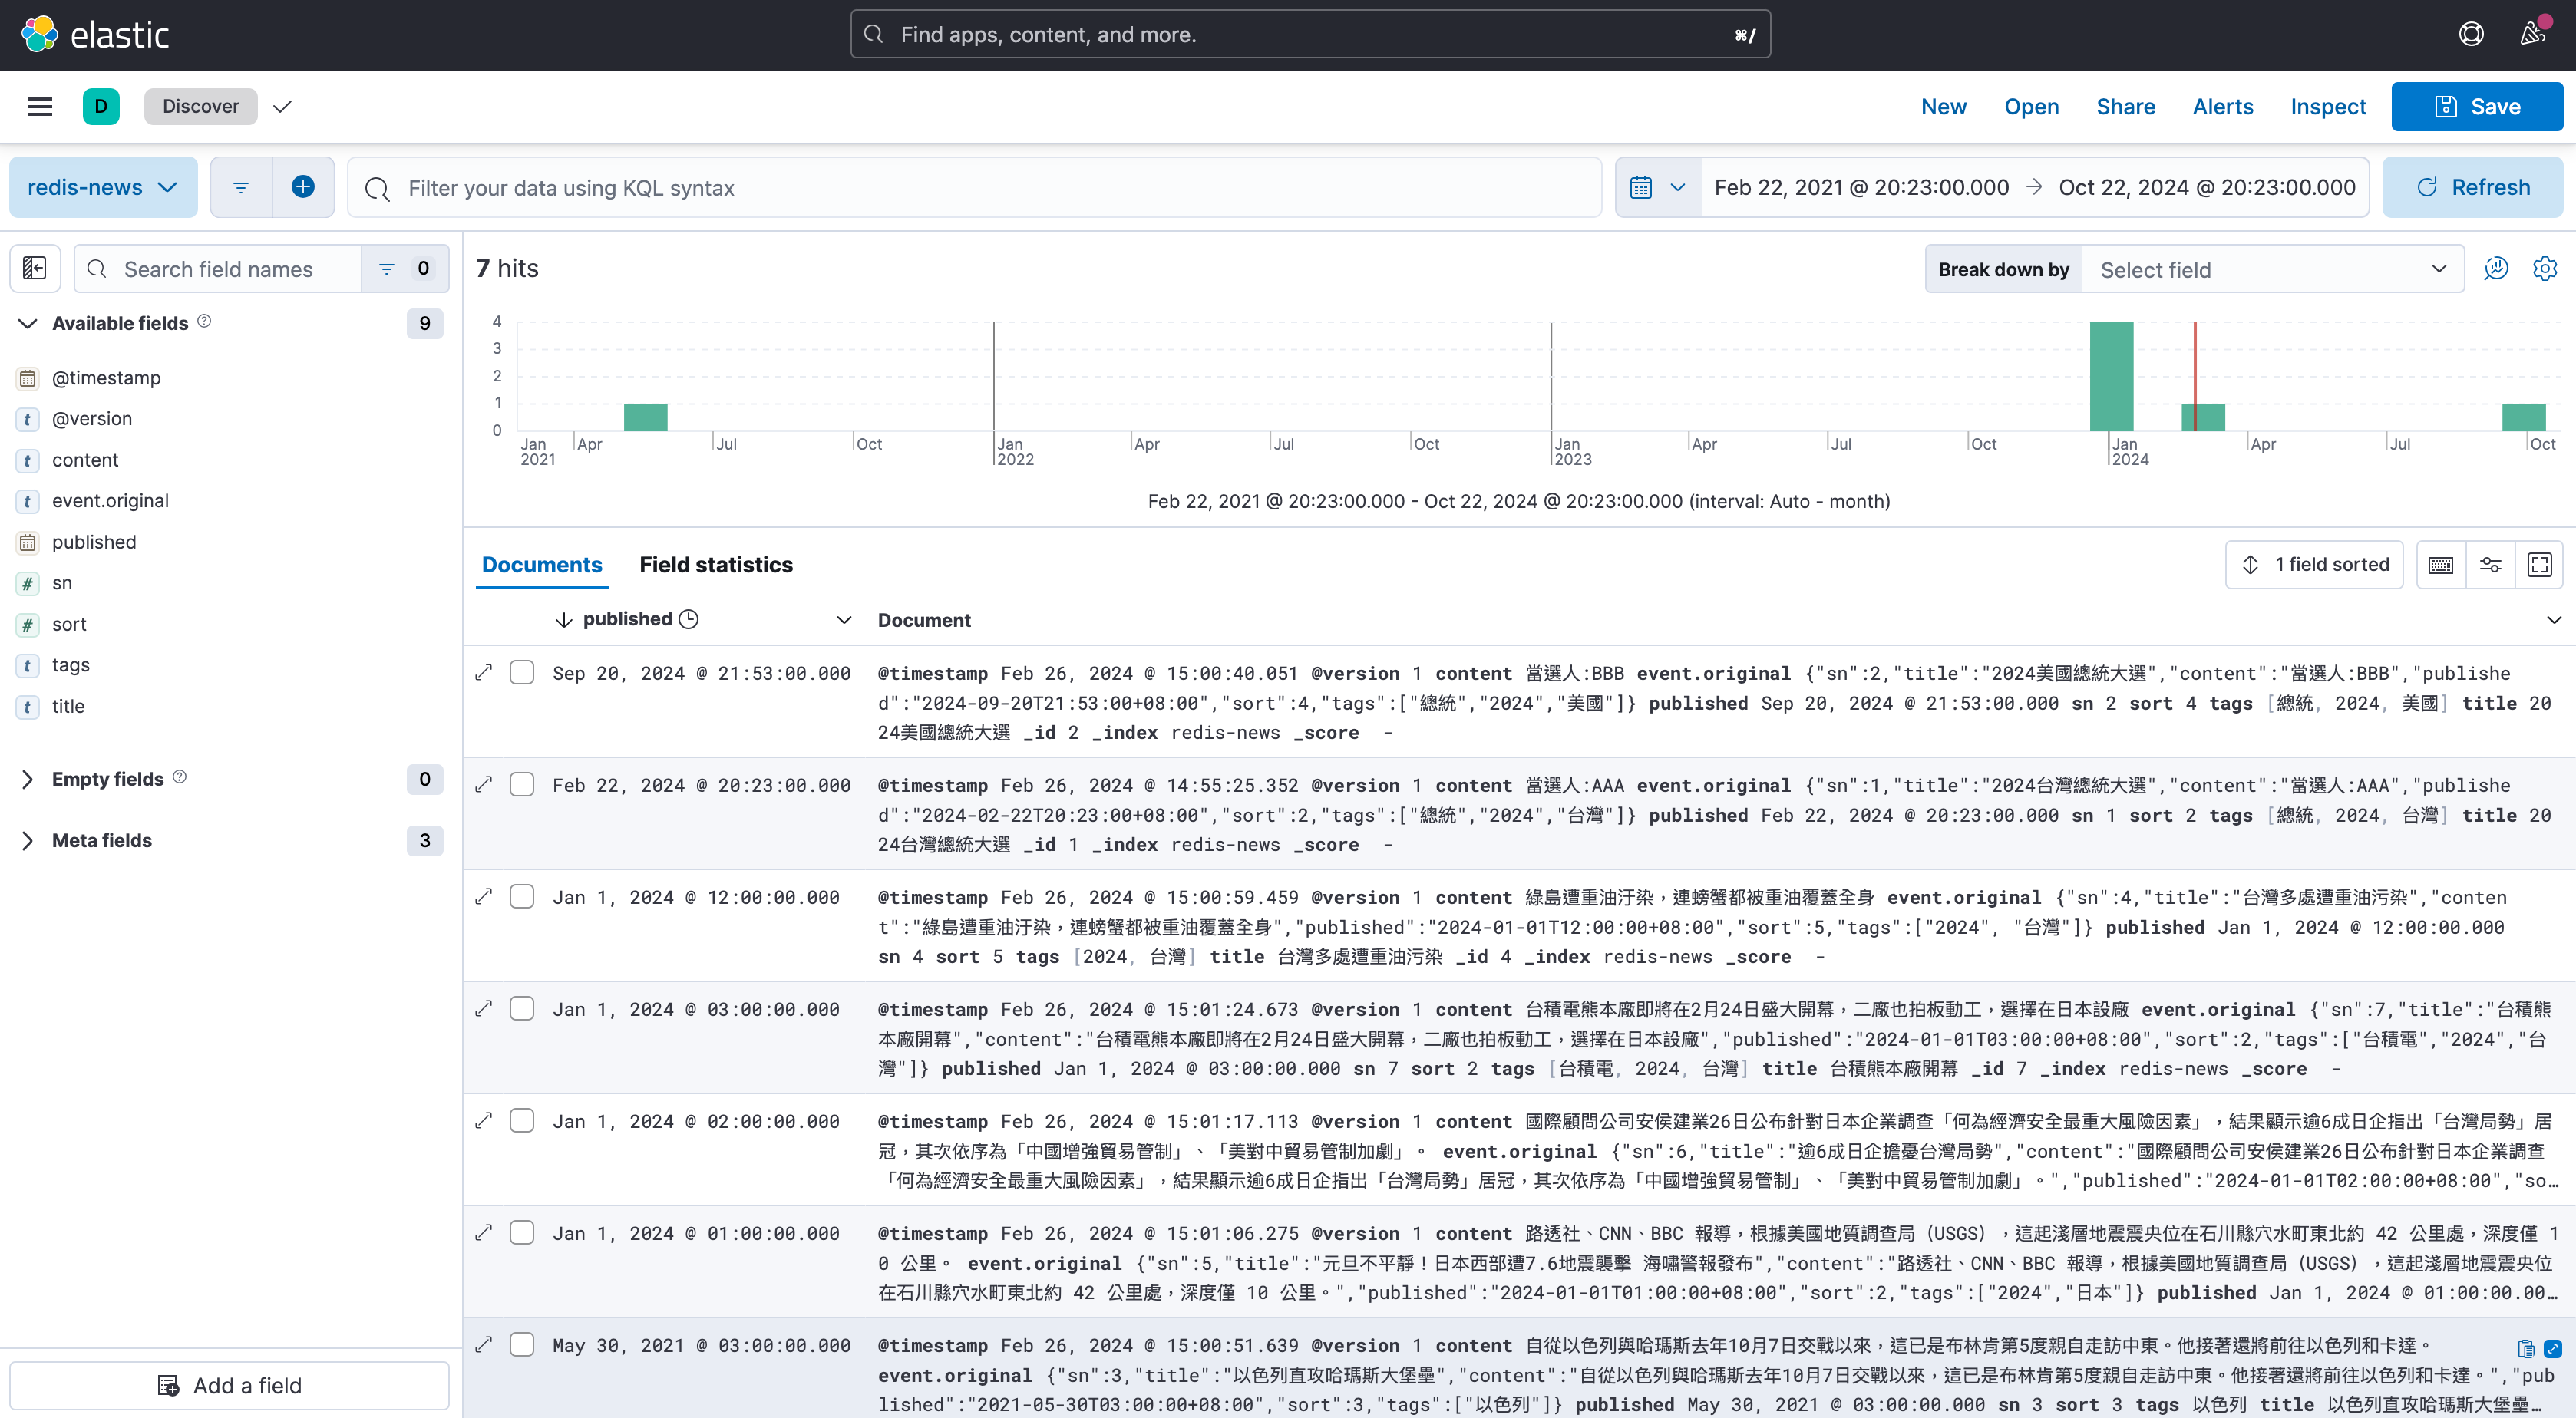 elastic
Find apps, content, and more.
⌘/
D
Discover
New
Open
Share
Alerts
Inspect
Save
redis-news
Filter your data using KQL syntax
Feb 22, 2021 @ 20:23:00.000 → Oct 22, 2024 @ 20:23:00.000
Refresh
Search field names
0
Available fields
9
@timestamp
@version
content
event.original
published
sn
sort
tags
title
Empty fields
0
Meta fields
3
Add a field
7 hits
Break down by
Select field
4
3
2
1
0
Jan
2021
Apr
Jul
Oct
Jan
2022
Apr
Jul
Oct
Jan
2023
Apr
Jul
Oct
Jan
2024
Apr
Jul
Oct
Feb 22, 2021 @ 20:23:00.000 - Oct 22, 2024 @ 20:23:00.000 (interval: Auto - month)
Documents
Field statistics
1 field sorted
published
Document
Sep 20, 2024 @ 21:53:00.000
@timestamp Feb 26, 2024 @ 15:00:40.051 @version 1 content 當選人:BBB event.original {"sn":2,"title":"2024美國總統大選","content":"當選人:BBB","publishe
d":"2024-09-20T21:53:00+08:00","sort":4,"tags":["總統","2024","美國"]} published Sep 20, 2024 @ 21:53:00.000 sn 2 sort 4 tags [總統, 2024, 美國] title 20
24美國總統大選 _id 2 _index redis-news _score -
Feb 22, 2024 @ 20:23:00.000
@timestamp Feb 26, 2024 @ 14:55:25.352 @version 1 content 當選人:AAA event.original {"sn":1,"title":"2024台灣總統大選","content":"當選人:AAA","publishe
d":"2024-02-22T20:23:00+08:00","sort":2,"tags":["總統","2024","台灣"]} published Feb 22, 2024 @ 20:23:00.000 sn 1 sort 2 tags [總統, 2024, 台灣] title 20
24台灣總統大選 _id 1 _index redis-news _score -
Jan 1, 2024 @ 12:00:00.000
@timestamp Feb 26, 2024 @ 15:00:59.459 @version 1 content 綠島遭重油汙染，連螃蟹都被重油覆蓋全身 event.original {"sn":4,"title":"台灣多處遭重油污染","conten
t":"綠島遭重油汙染，連螃蟹都被重油覆蓋全身","published":"2024-01-01T12:00:00+08:00","sort":5,"tags":["2024", "台灣"]} published Jan 1, 2024 @ 12:00:00.000
sn 4 sort 5 tags [2024, 台灣] title 台灣多處遭重油污染 _id 4 _index redis-news _score -
Jan 1, 2024 @ 03:00:00.000
@timestamp Feb 26, 2024 @ 15:01:24.673 @version 1 content 台積電熊本廠即將在2月24日盛大開幕，二廠也拍板動工，選擇在日本設廠 event.original {"sn":7,"title":"台積熊
本廠開幕","content":"台積電熊本廠即將在2月24日盛大開幕，二廠也拍板動工，選擇在日本設廠","published":"2024-01-01T03:00:00+08:00","sort":2,"tags":["台積電","2024","台
灣"]} published Jan 1, 2024 @ 03:00:00.000 sn 7 sort 2 tags [台積電, 2024, 台灣] title 台積熊本廠開幕 _id 7 _index redis-news _score -
Jan 1, 2024 @ 02:00:00.000
@timestamp Feb 26, 2024 @ 15:01:17.113 @version 1 content 國際顧問公司安侯建業26日公布針對日本企業調查「何為經濟安全最重大風險因素」，結果顯示逾6成日企指出「台灣局勢」居
冠，其次依序為「中國增強貿易管制」、「美對中貿易管制加劇」。 event.original {"sn":6,"title":"逾6成日企擔憂台灣局勢","content":"國際顧問公司安侯建業26日公布針對日本企業調查
「何為經濟安全最重大風險因素」，結果顯示逾6成日企指出「台灣局勢」居冠，其次依序為「中國增強貿易管制」、「美對中貿易管制加劇」。","published":"2024-01-01T02:00:00+08:00","so…
Jan 1, 2024 @ 01:00:00.000
@timestamp Feb 26, 2024 @ 15:01:06.275 @version 1 content 路透社、CNN、BBC 報導，根據美國地質調查局（USGS），這起淺層地震震央位在石川縣穴水町東北約 42 公里處，深度僅 1
0 公里。 event.original {"sn":5,"title":"元旦不平靜！日本西部遭7.6地震襲擊 海嘯警報發布","content":"路透社、CNN、BBC 報導，根據美國地質調查局（USGS），這起淺層地震震央位
在石川縣穴水町東北約 42 公里處，深度僅 10 公里。","published":"2024-01-01T01:00:00+08:00","sort":2,"tags":["2024","日本"]} published Jan 1, 2024 @ 01:00:00.00…
May 30, 2021 @ 03:00:00.000
@timestamp Feb 26, 2024 @ 15:00:51.639 @version 1 content 自從以色列與哈瑪斯去年10月7日交戰以來，這已是布林肯第5度親自走訪中東。他接著還將前往以色列和卡達。
event.original {"sn":3,"title":"以色列直攻哈瑪斯大堡壘","content":"自從以色列與哈瑪斯去年10月7日交戰以來，這已是布林肯第5度親自走訪中東。他接著還將前往以色列和卡達。","pub
lished":"2021-05-30T03:00:00+08:00","sort":3,"tags":["以色列"]} published May 30, 2021 @ 03:00:00.000 sn 3 sort 3 tags 以色列 title 以色列直攻哈瑪斯大堡壘…